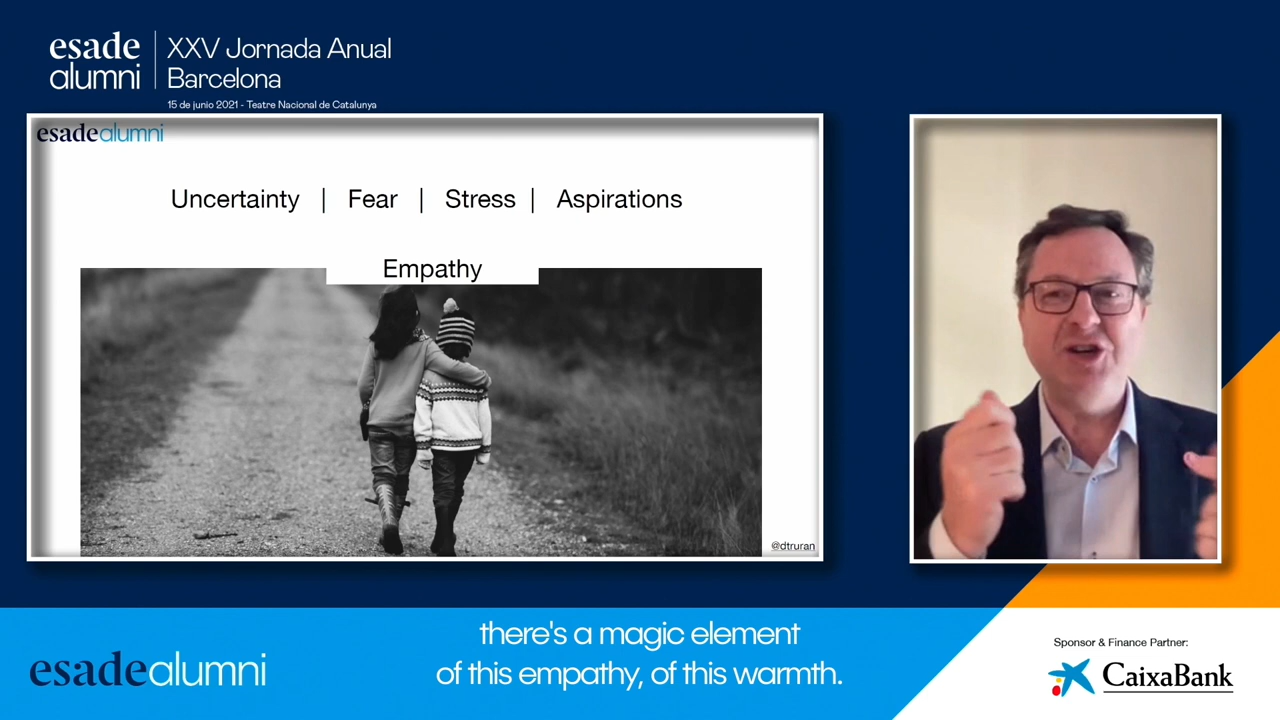 esade
alumni
XXV Jornada Anual
Barcelona
15 de junio 2021 - Teatre Nacional de Catalunya
esadealumni
Uncertainty | Fear | Stress | Aspirations
Empathy
@dtruran
there's a magic element
of this empathy, of this warmth.
esadealumni
Sponsor & Finance Partner:
CaixaBank